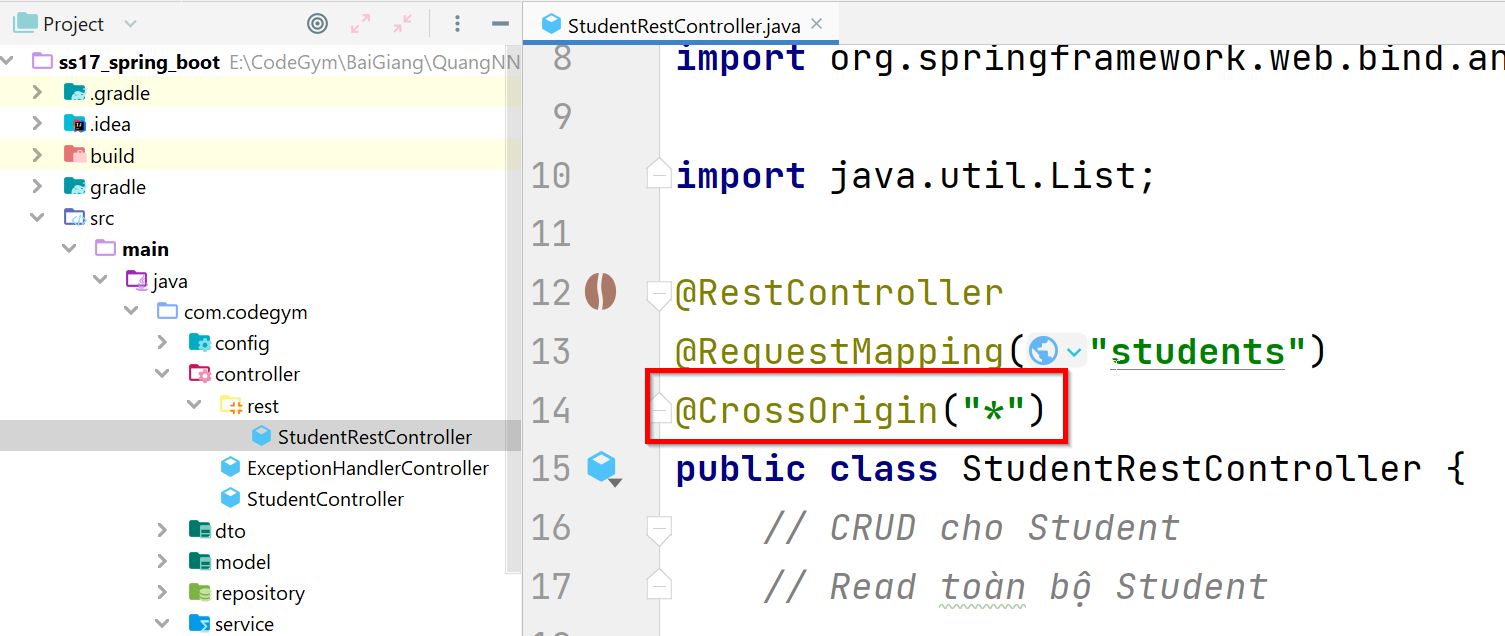 Project
ss17_spring_boot E:\CodeGym\BaiGiang\QuangNN
.gradle
.idea
build
gradle
src
main
java
com.codegym
config
controller
rest
StudentRestController
ExceptionHandlerController
StudentController
dto
model
repository
service
StudentRestController.java
8 import org.springframework.web.bind.an
9
10 import java.util.List;
11
12 @RestController
13 @RequestMapping("students")
14 @CrossOrigin("*")
15 public class StudentRestController {
16 // CRUD cho Student
17 // Read toàn bộ Student